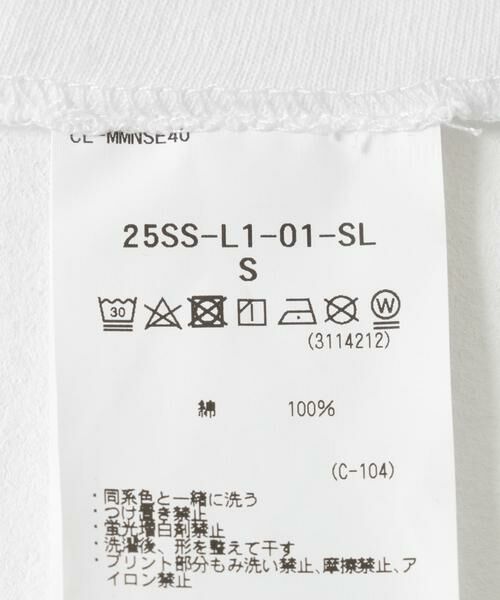 CL-MMNSE40
25SS-L1-01-SL
S
30
W
(3114212)
綿 100%
(C-104)
・同系色と一緒に洗う
・つけ置き禁止
・蛍光増白剤禁止
・洗濯後、形を整えて干す
・プリント部分もみ洗い禁止、摩擦禁止、ア
イロン禁止